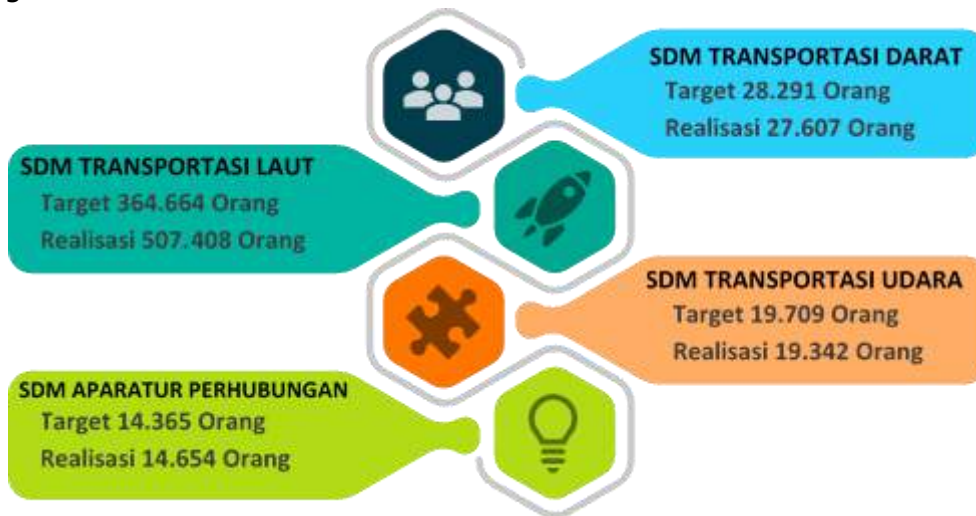 SDM TRANSPORTASI DARAT
Target 28.291 Orang
Realisasi 27.607 Orang
SDM TRANSPORTASI LAUT
Target 364.664 Orang
Realisasi 507.408 Orang
SDM TRANSPORTASI UDARA
Target 19.709 Orang
Realisasi 19.342 Orang
SDM APARATUR PERHUBUNGAN
Target 14.365 Orang
Realisasi 14.654 Orang